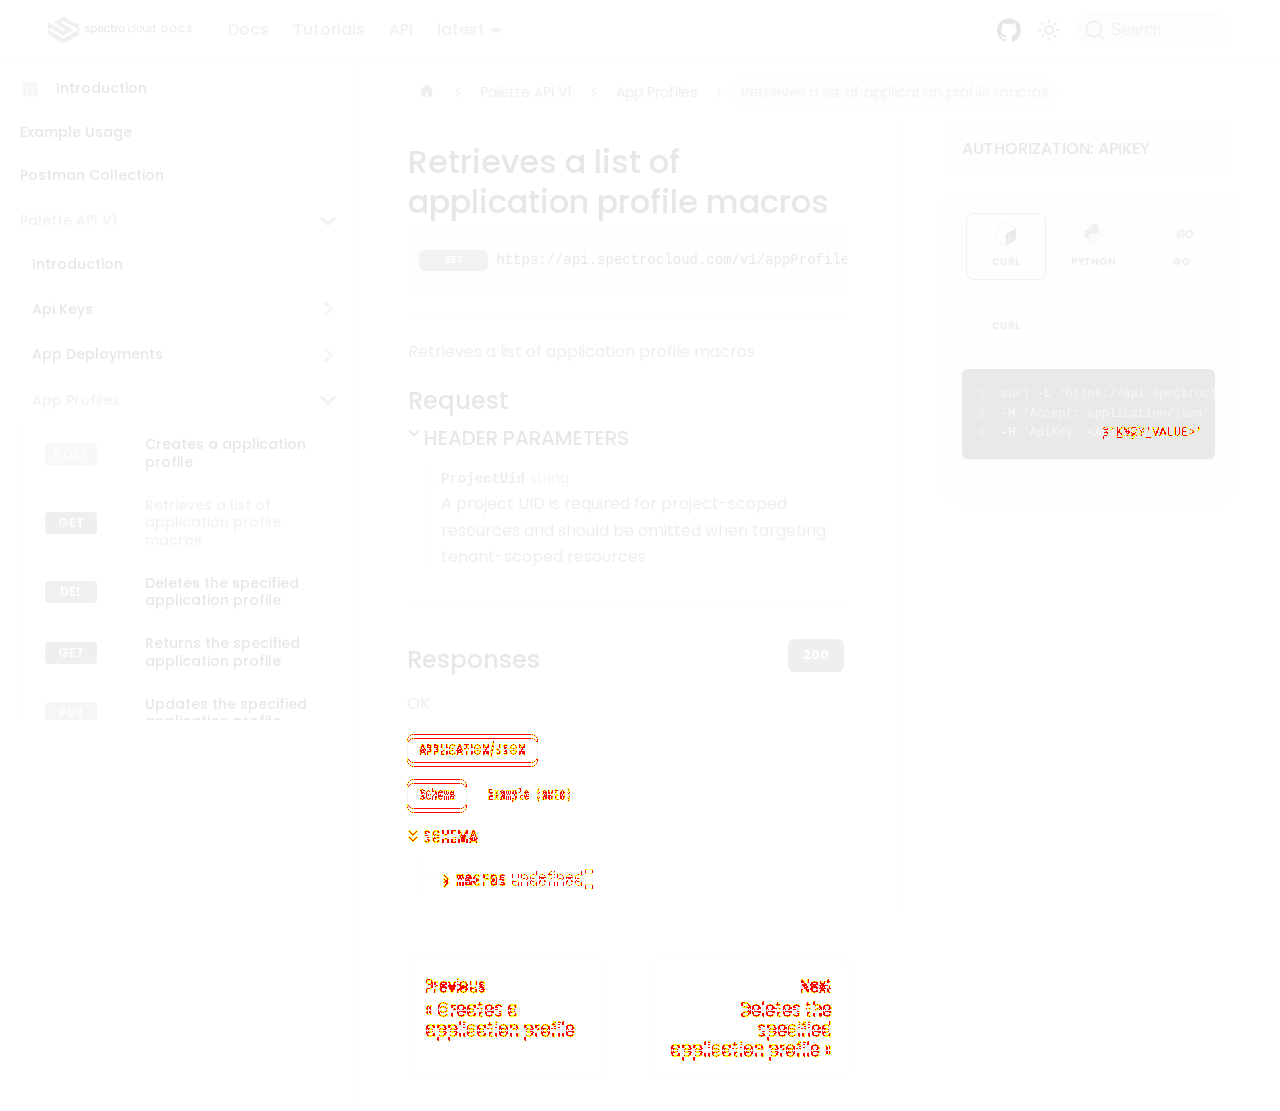 spectro cloud DOCS
Docs
Tutorials
API
latest
Search
Introduction
Example Usage
Postman Collection
Palette API V1
Introduction
Api Keys
App Deployments
App Profiles
POST Creates a application
profile
GET Retrieves a list of
application profile
macros
DEL Deletes the specified
application profile
GET Returns the specified
application profile
PUT Updates the specified
application profile
Palette API V1
App Profiles
Retrieves a list of application profile macros
Retrieves a list of
application profile macros
GET https://api.spectrocloud.com/v1/appProfile
Retrieves a list of application profile macros
Request
HEADER PARAMETERS
ProjectUid string
A project UID is required for project-scoped
resources and should be omitted when targeting
tenant-scoped resources
Responses
200
OK
APPLICATION/JSON
Schema
Example (auto)
SCHEMA
macros undefined[]
Previous
« Creates a
application profile
Next
Deletes the
specified
application profile »
AUTHORIZATION: APIKEY
CURL
PYTHON
GO
GO
CURL
1 curl -L 'https://api.spectrocl
2 -H 'Accept: application/json'
3 -H 'ApiKey: